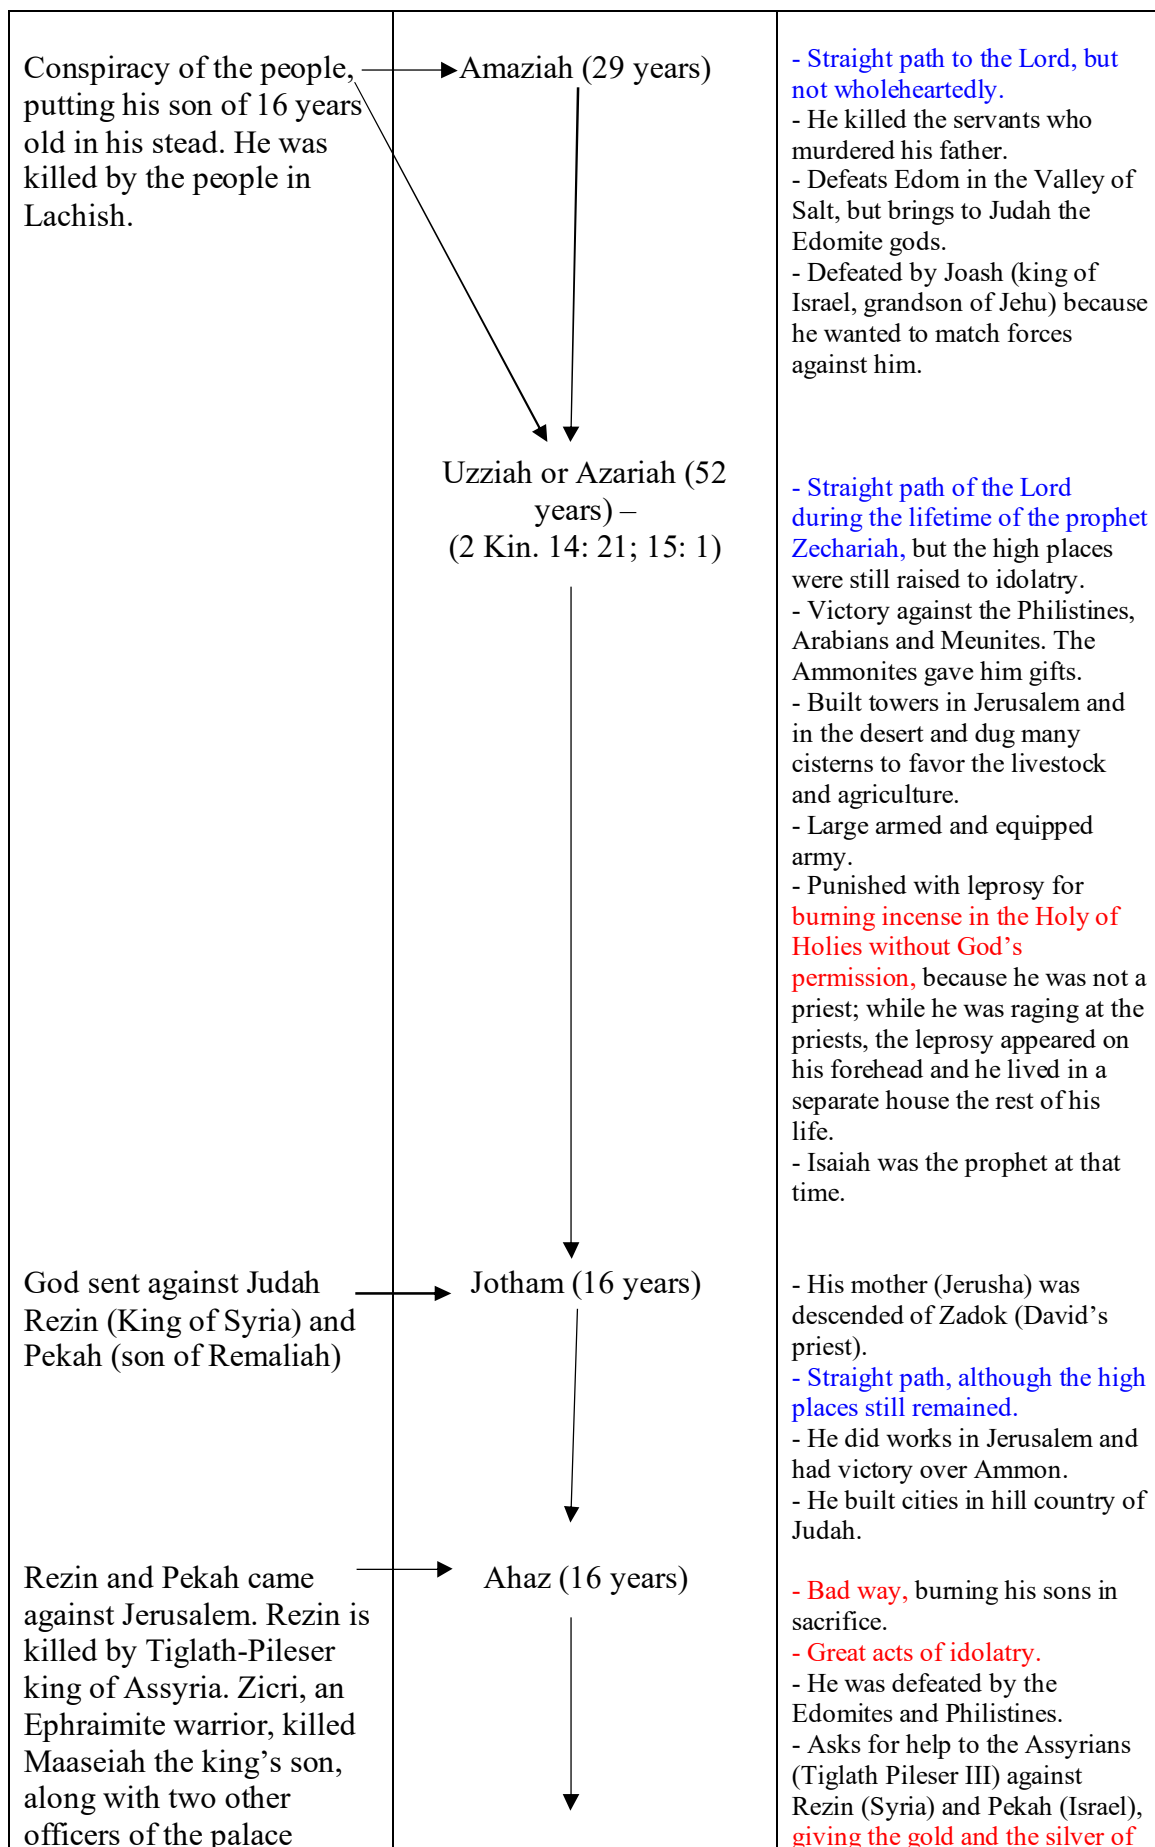 Conspiracy of the people,
putting his son of 16 years
old in his stead. He was
killed by the people in
Lachish.
Amaziah (29 years)
- Straight path to the Lord, but
not wholeheartedly.
- He killed the servants who
murdered his father.
- Defeats Edom in the Valley of
Salt, but brings to Judah the
Edomite gods.
- Defeated by Joash (king of
Israel, grandson of Jehu) because
he wanted to match forces
against him.
Uzziah or Azariah (52
years) –
(2 Kin. 14: 21; 15: 1)
- Straight path of the Lord
during the lifetime of the prophet
Zechariah, but the high places
were still raised to idolatry.
- Victory against the Philistines,
Arabians and Meunites. The
Ammonites gave him gifts.
- Built towers in Jerusalem and
in the desert and dug many
cisterns to favor the livestock
and agriculture.
- Large armed and equipped
army.
- Punished with leprosy for
burning incense in the Holy of
Holies without God’s
permission, because he was not a
priest; while he was raging at the
priests, the leprosy appeared on
his forehead and he lived in a
separate house the rest of his
life.
- Isaiah was the prophet at that
time.
God sent against Judah
Rezin (King of Syria) and
Pekah (son of Remaliah)
Jotham (16 years)
- His mother (Jerusha) was
descended of Zadok (David’s
priest).
- Straight path, although the high
places still remained.
- He did works in Jerusalem and
had victory over Ammon.
- He built cities in hill country of
Judah.
Rezin and Pekah came
against Jerusalem. Rezin is
killed by Tiglath-Pileser
king of Assyria. Zicri, an
Ephraimite warrior, killed
Maaseiah the king’s son,
along with two other
officers of the palace
Ahaz (16 years)
- Bad way, burning his sons in
sacrifice.
- Great acts of idolatry.
- He was defeated by the
Edomites and Philistines.
- Asks for help to the Assyrians
(Tiglath Pileser III) against
Rezin (Syria) and Pekah (Israel),
giving the gold and the silver of